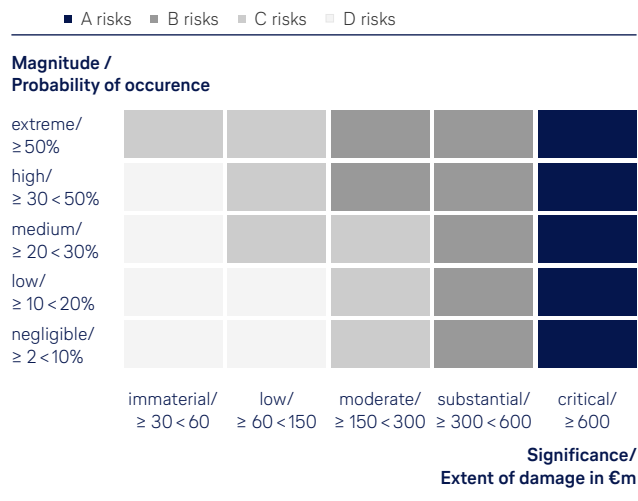 A risks B risks C risks D risks
Magnitude /
Probability of occurence
extreme/
≥ 50%
high/
≥ 30 < 50%
medium/
≥ 20 < 30%
low/
≥ 10 < 20%
negligible/
≥ 2 < 10%
immaterial/ low/ moderate/ substantial/ critical/
≥ 30 < 60 ≥ 60 < 150 ≥ 150 < 300 ≥ 300 < 600 ≥ 600
Significance/
Extent of damage in €m